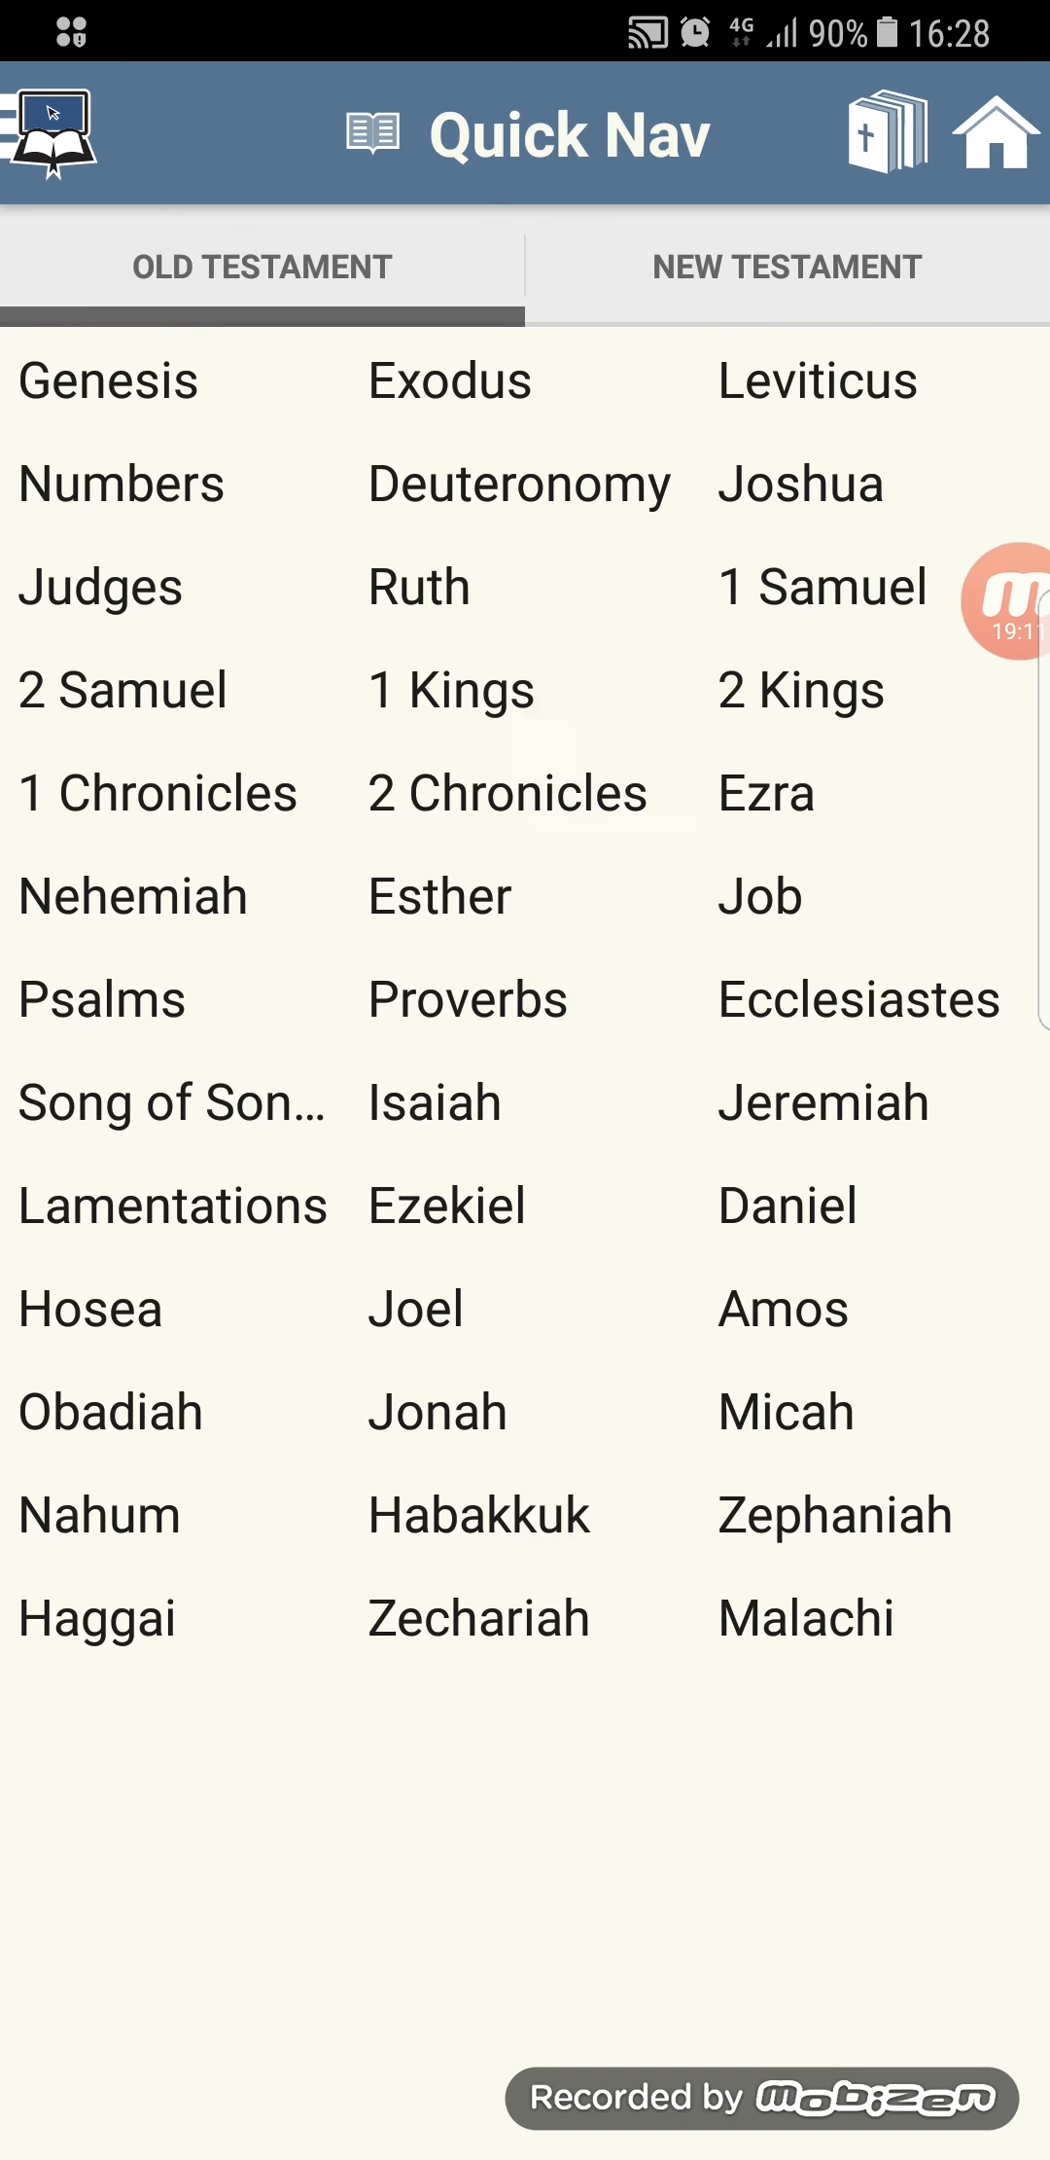 4G 90% 16:28
Quick Nav
OLD TESTAMENT NEW TESTAMENT
Genesis Exodus Leviticus
Numbers Deuteronomy Joshua
Judges Ruth 1 Samuel
19:11
2 Samuel 1 Kings 2 Kings
1 Chronicles 2 Chronicles Ezra
Nehemiah Esther Job
Psalms Proverbs Ecclesiastes
Song of Son... Isaiah Jeremiah
Lamentations Ezekiel Daniel
Hosea Joel Amos
Obadiah Jonah Micah
Nahum Habakkuk Zephaniah
Haggai Zechariah Malachi
Recorded by mobizen